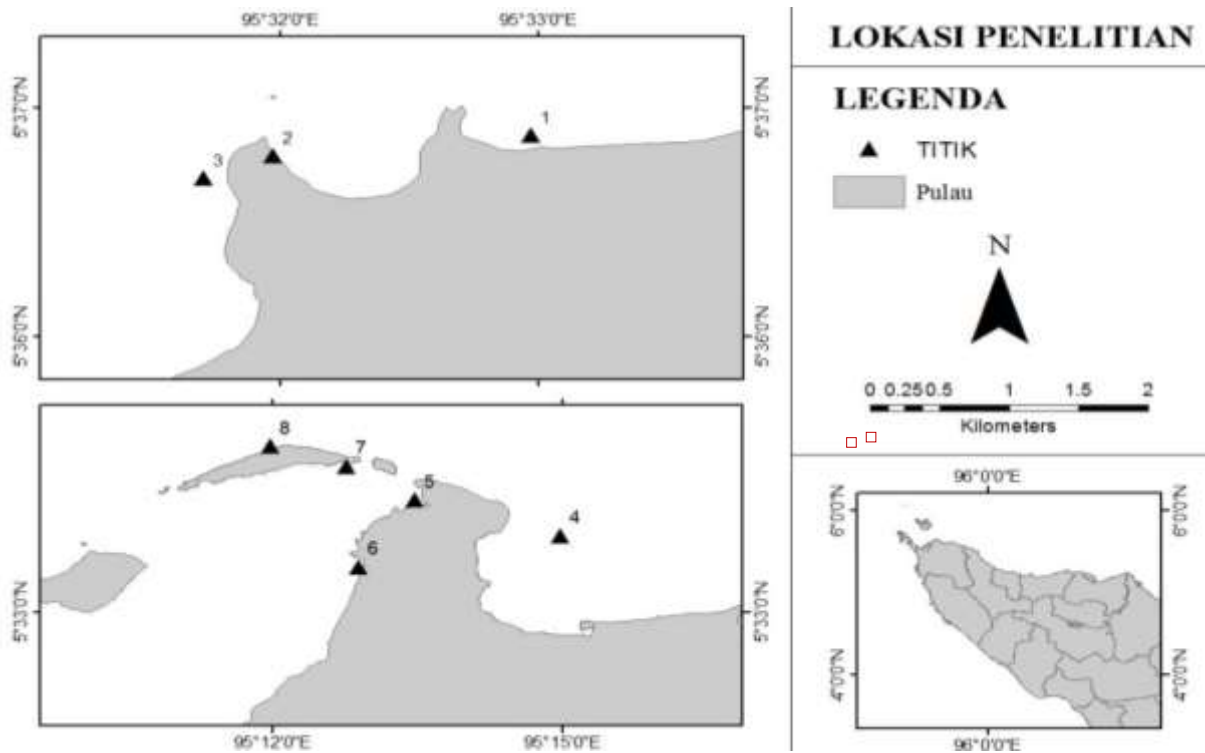 95°32'0"E 95°33'0"E
5°37'0"N 5°37'0"N
1
2
3
5°36'0"N 5°36'0"N
8
7
5
4
6
5°33'0"N 5°33'0"N
95°12'0"E 95°15'0"E
LOKASI PENELITIAN
LEGENDA
TITIK
Pulau
N
0 0.25 0.5 1 1.5 2
Kilometers
96°0'0"E
6°0'0"N 6°0'0"N
4°0'0"N 4°0'0"N
96°0'0"E